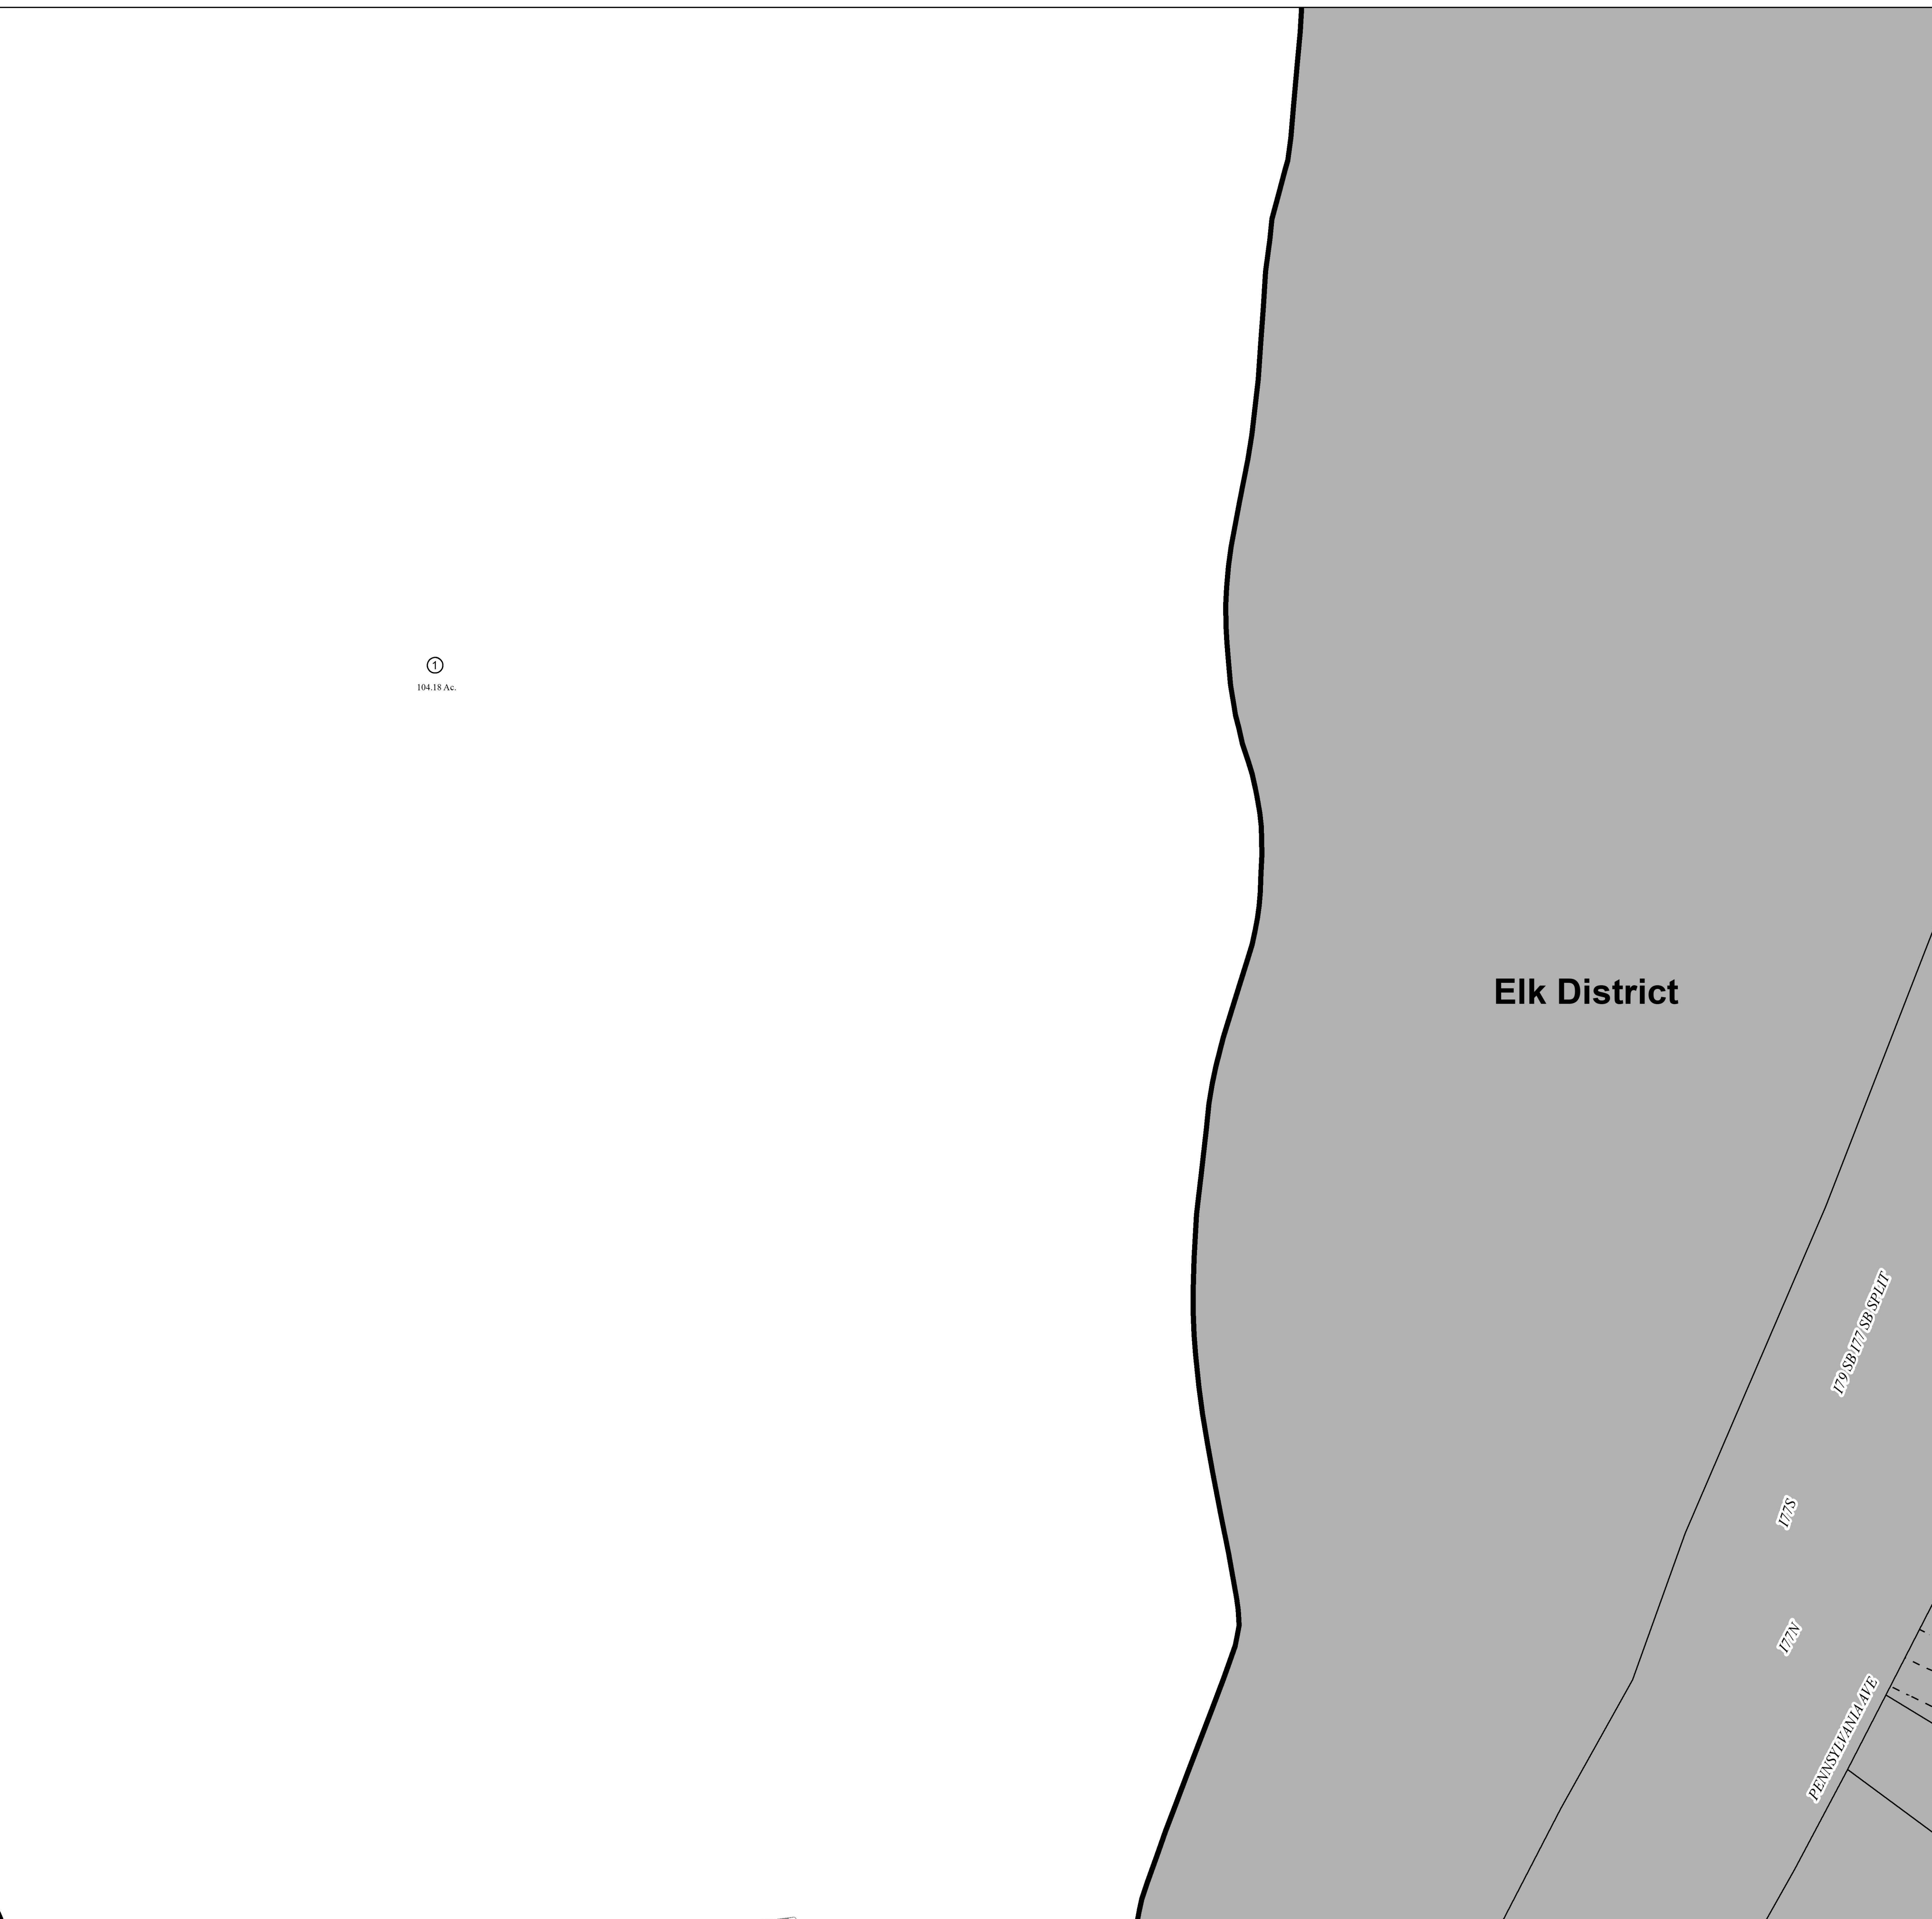 1
104.18 Ac.
Elk District
I79 SB I77 SB SPLIT
I77S
I77N
PENNSYLVANIA AVE